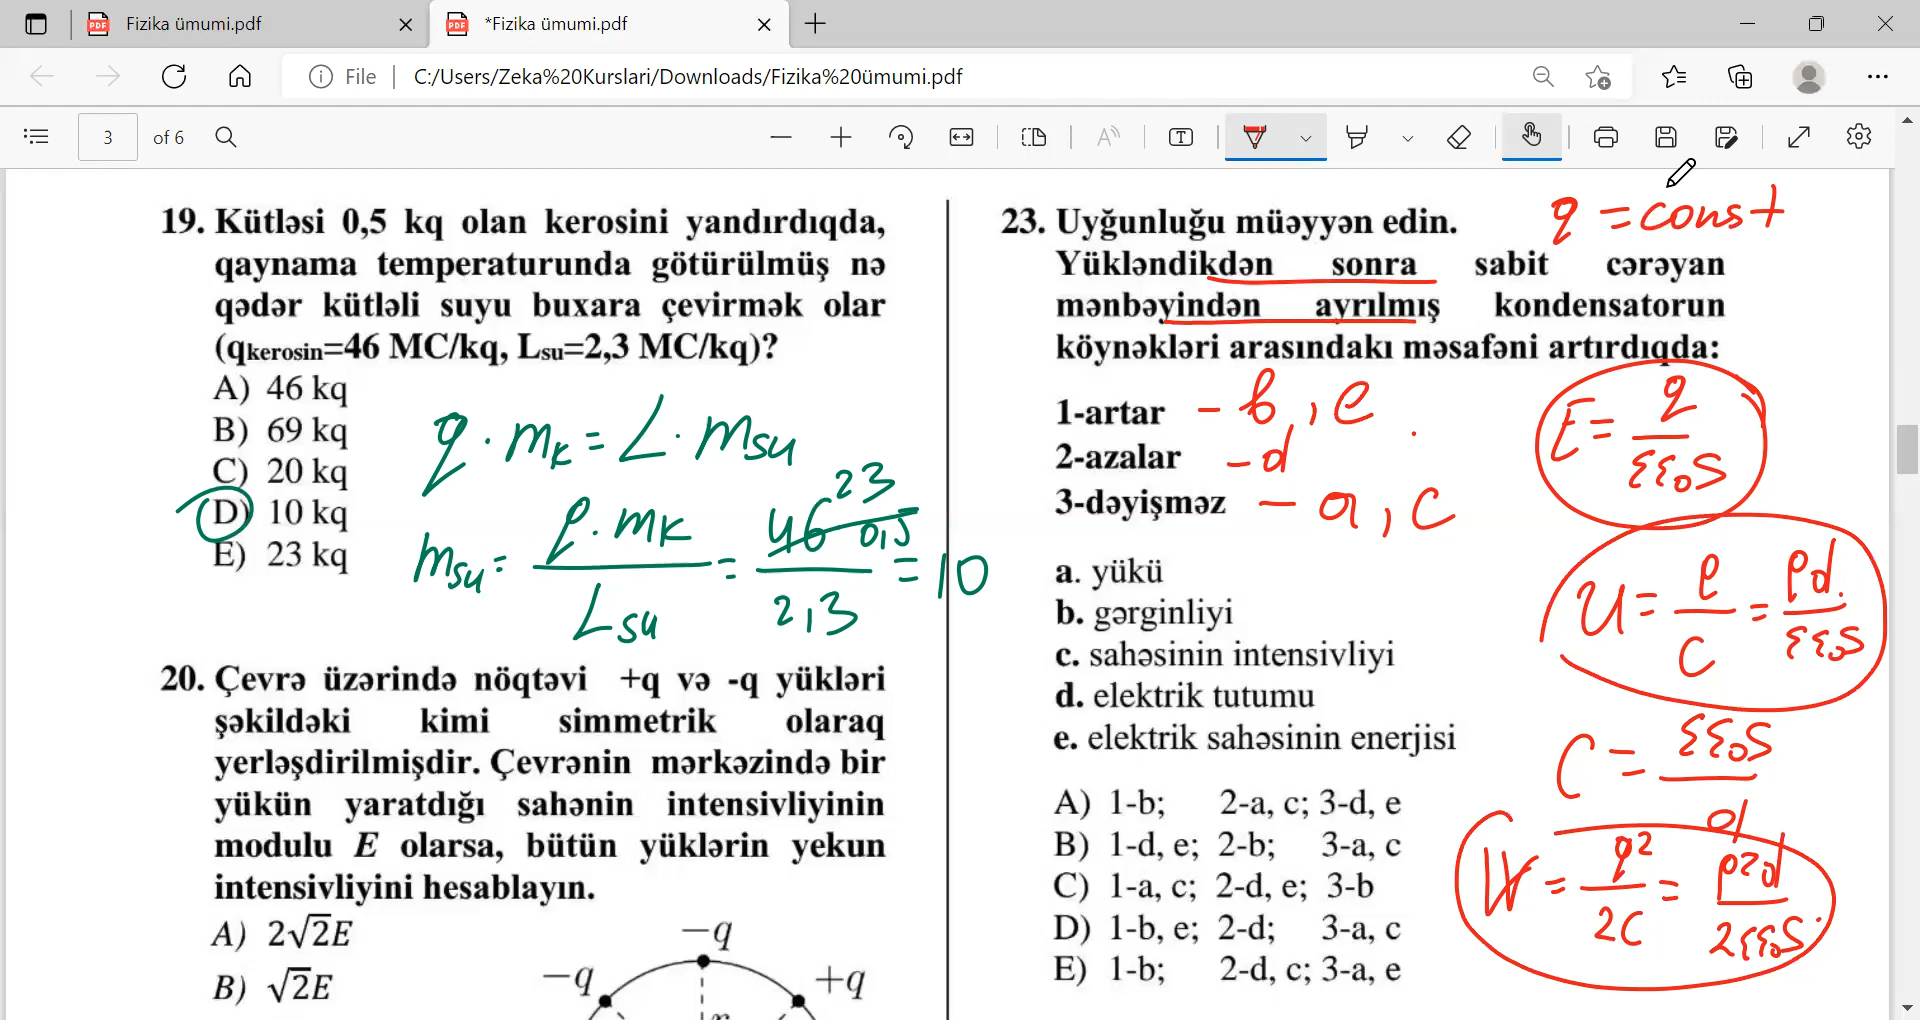 Fizika ümumi.pdf
*Fizika ümumi.pdf
File
C:/Users/Zeka%20Kurslari/Downloads/Fizika%20ümumi.pdf
3 of 6
19. Kütləsi 0,5 kq olan kerosini yandırdıqda,
qaynama temperaturunda götürülmüş nə
qədər kütləli suyu buxara çevirmək olar
(qkerosin=46 MC/kq, Lsu=2,3 MC/kq)?
A) 46 kq
B) 69 kq
C) 20 kq
D) 10 kq
E) 23 kq
q · mk = L · msu
msu = q · mk / Lsu = 46 0,5 / 2,3 = 10
23
20. Çevrə üzərində nöqtəvi +q və -q yükləri
şəkildəki kimi simmetrik olaraq
yerləşdirilmişdir. Çevrənin mərkəzində bir
yükün yaratdığı sahənin intensivliyinin
modulu E olarsa, bütün yüklərin yekun
intensivliyini hesablayın.
A) 2√2E
B) √2E
−q
−q
+q
23. Uyğunluğu müəyyən edin.
Yükləndikdən sonra sabit cərəyan
mənbəyindən ayrılmış kondensatorun
köynəkləri arasındakı məsafəni artırdıqda:
1-artar - b, e
2-azalar - d
3-dəyişməz - a, c
a. yükü
b. gərginliyi
c. sahəsinin intensivliyi
d. elektrik tutumu
e. elektrik sahəsinin enerjisi
A) 1-b; 2-a, c; 3-d, e
B) 1-d, e; 2-b; 3-a, c
C) 1-a, c; 2-d, e; 3-b
D) 1-b, e; 2-d; 3-a, c
E) 1-b; 2-d, c; 3-a, e
q = const
E = q / εε₀S
U = q / C = qd / εε₀S
C = εε₀S / d
W = q² / 2C = q²d / 2εε₀S